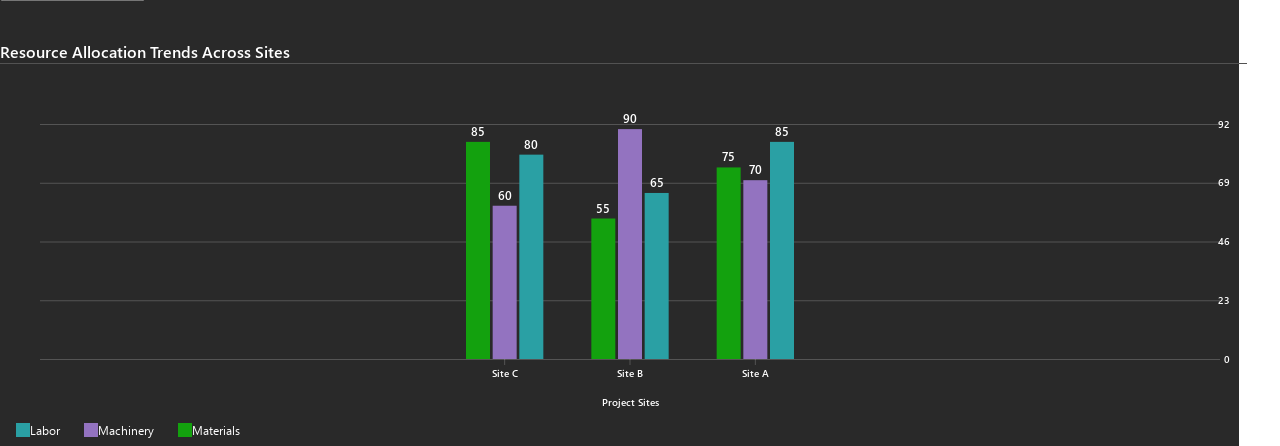 Resource Allocation Trends Across Sites
90
85
85
80
75
70
65
60
55
92
69
46
23
0
Site C
Site B
Site A
Project Sites
Labor
Machinery
Materials